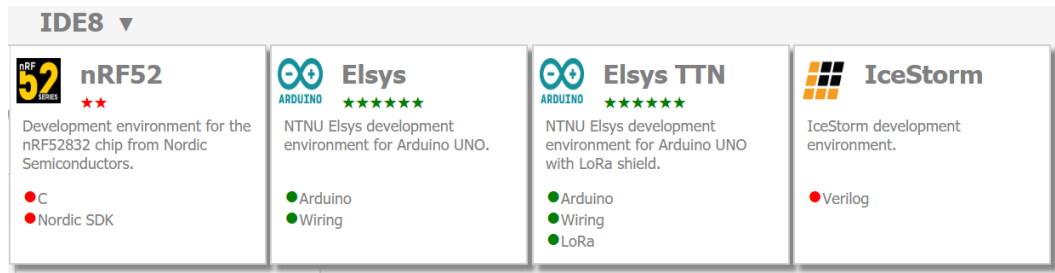 IDE8 ▼
nRF
52
SERIES
nRF52
★★
Development environment for the
nRF52832 chip from Nordic
Semiconductors.
●C
●Nordic SDK
ARDUINO
Elsys
★★★★★★
NTNU Elsys development
environment for Arduino UNO.
●Arduino
●Wiring
ARDUINO
Elsys TTN
★★★★★★
NTNU Elsys development
environment for Arduino UNO
with LoRa shield.
●Arduino
●Wiring
●LoRa
IceStorm
IceStorm development
environment.
●Verilog